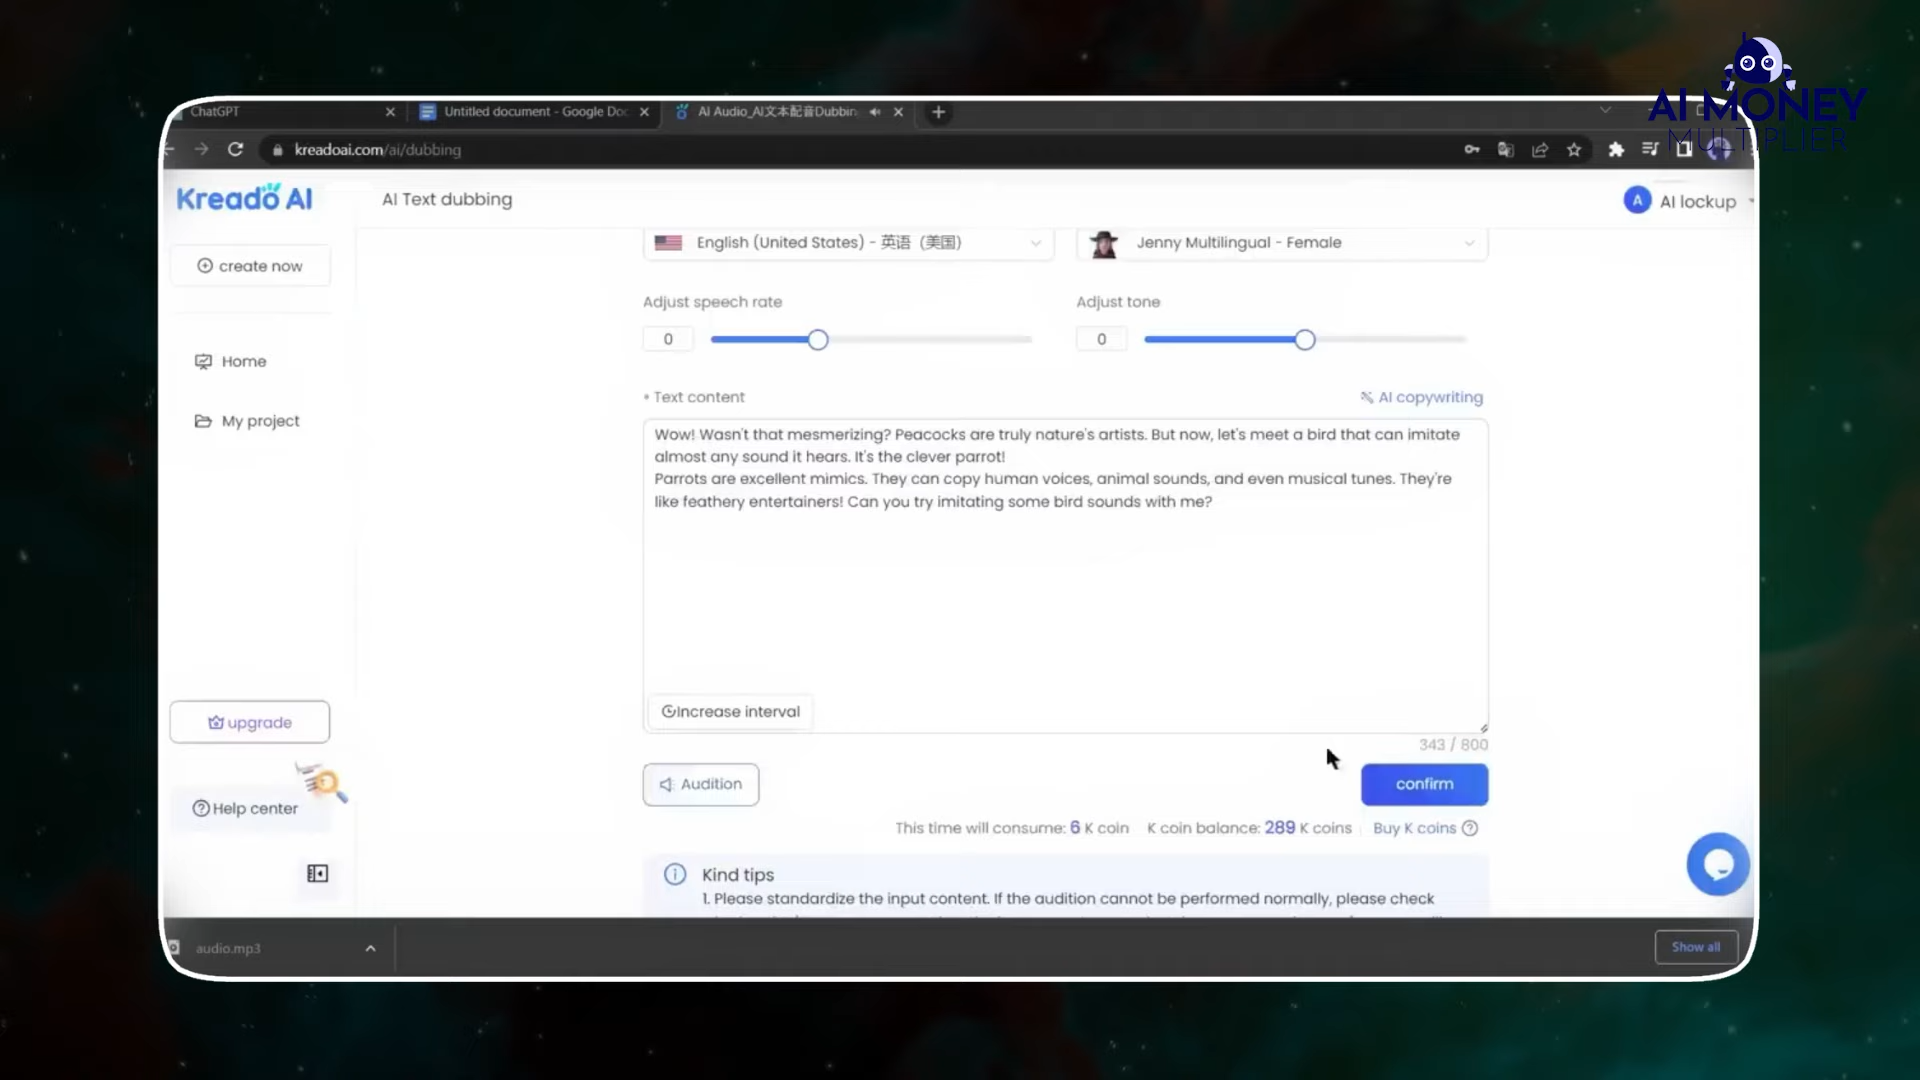 AI MONEY
MULTIPLIER
ChatGPT
Untitled document - Google Doc
AI Audio_AI文本配音Dubbin
kreadoai.com/ai/dubbing
Kreado AI
AI Text dubbing
A AI lockup
English (United States) - 英语（美国）
Jenny Multilingual - Female
create now
Adjust speech rate
Adjust tone
0
0
Home
* Text content
AI copywriting
My project
Wow! Wasn't that mesmerizing? Peacocks are truly nature's artists. But now, let's meet a bird that can imitate
almost any sound it hears. It's the clever parrot!
Parrots are excellent mimics. They can copy human voices, animal sounds, and even musical tunes. They're
like feathery entertainers! Can you try imitating some bird sounds with me?
Increase interval
upgrade
343 / 800
Audition
confirm
Help center
This time will consume: 6 K coin K coin balance: 289 K coins Buy K coins
Kind tips
1. Please standardize the input content. If the audition cannot be performed normally, please check
audio.mp3
Show all